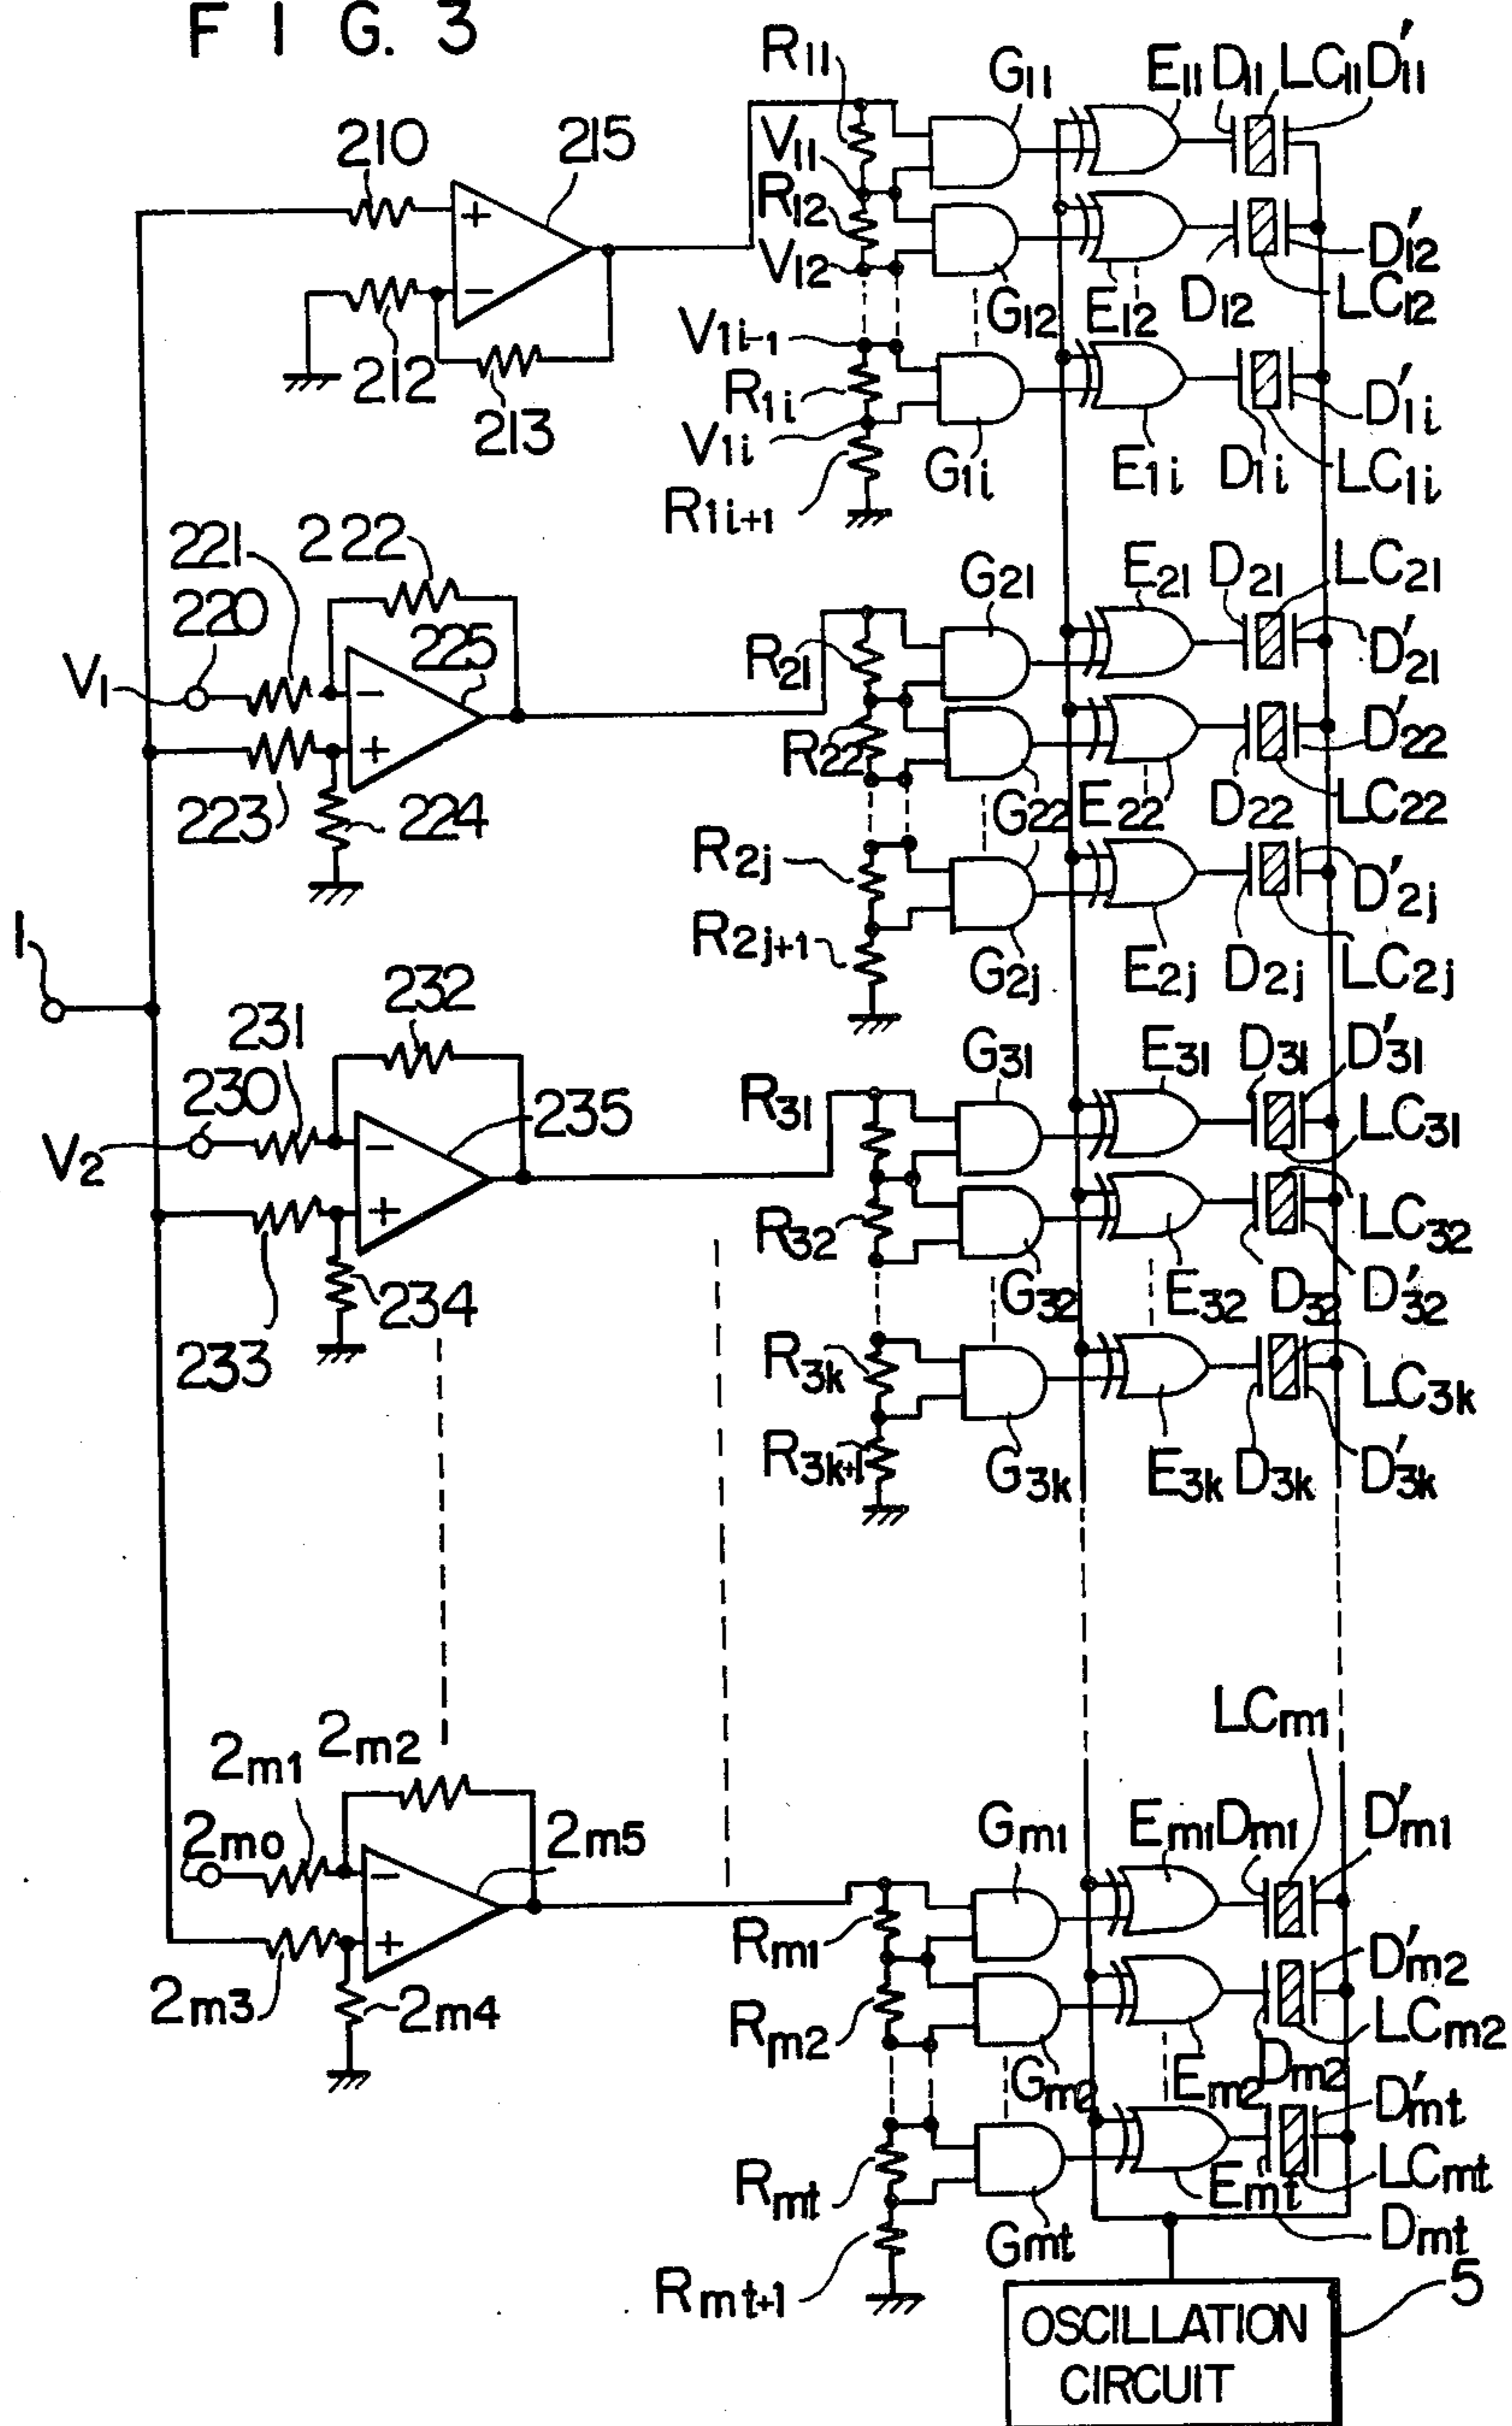 FIG. 3
R11 G11 E11 D11 LC11 D'11
210 215 V11
R12
V12 D'12
G12 E12 D12 LC12
V1i-1
212 R1i D'1i
213 V1i
G1i E1i D1i LC1i
R1i+1
221 222 E21 D21 LC21
220 G21
225 R21 D'21
V1
R22 D'22
223 224 G22 E22 D22 LC22
R2j D'2j
1 R2j+1
G2j E2j D2j LC2j
231 232 G31 E31 D31 D'31
230 235 R31 LC31
V2
R32 LC32
234 G32 E32 D32 D'32
233 R3k LC3k
R3k+1 G3k E3k D3k D'3k
LCm1
2m1 2m2
2m0 2m5 Gm1 Em1 Dm1 D'm1
Rm1 D'm2
2m3 2m4 Rm2 LCm2
Gm2 Em2 Dm2
D'mt
Rmt Emt LCmt
Gmt Dmt
Rmt+1 5
OSCILLATION
CIRCUIT